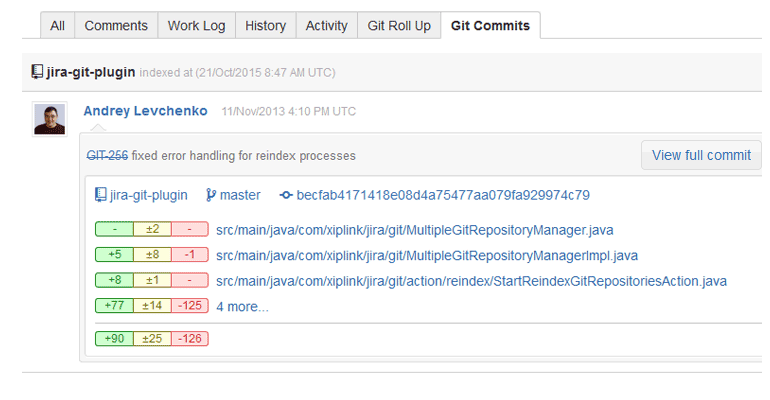 All Comments Work Log History Activity Git Roll Up Git Commits
jira-git-plugin indexed at (21/Oct/2015 8:47 AM UTC)
Andrey Levchenko 11/Nov/2013 4:10 PM UTC
GIT-256 fixed error handling for reindex processes View full commit
jira-git-plugin master becfab4171418e08d4a75477aa079fa929974c79
- ±2 - src/main/java/com/xiplink/jira/git/MultipleGitRepositoryManager.java
+5 ±8 -1 src/main/java/com/xiplink/jira/git/MultipleGitRepositoryManagerImpl.java
+8 ±1 - src/main/java/com/xiplink/jira/git/action/reindex/StartReindexGitRepositoriesAction.java
+77 ±14 -125 4 more...
+90 ±25 -126